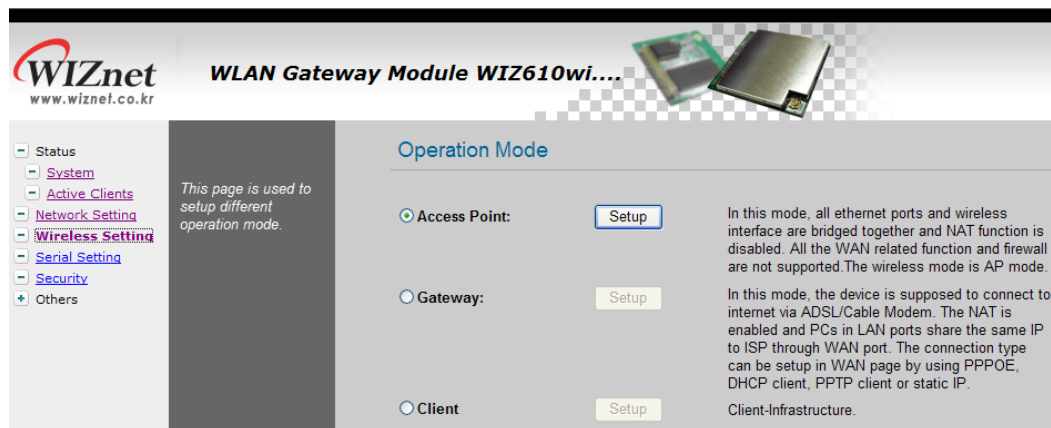 WIZnet
www.wiznet.co.kr
WLAN Gateway Module WIZ610wi....
Status
System
Active Clients
Network Setting
Wireless Setting
Serial Setting
Security
Others
This page is used to
setup different
operation mode.
Operation Mode
Access Point:
Setup
In this mode, all ethernet ports and wireless
interface are bridged together and NAT function is
disabled. All the WAN related function and firewall
are not supported.The wireless mode is AP mode.
Gateway:
Setup
In this mode, the device is supposed to connect to
internet via ADSL/Cable Modem. The NAT is
enabled and PCs in LAN ports share the same IP
to ISP through WAN port. The connection type
can be setup in WAN page by using PPPOE,
DHCP client, PPTP client or static IP.
Client
Setup
Client-Infrastructure.